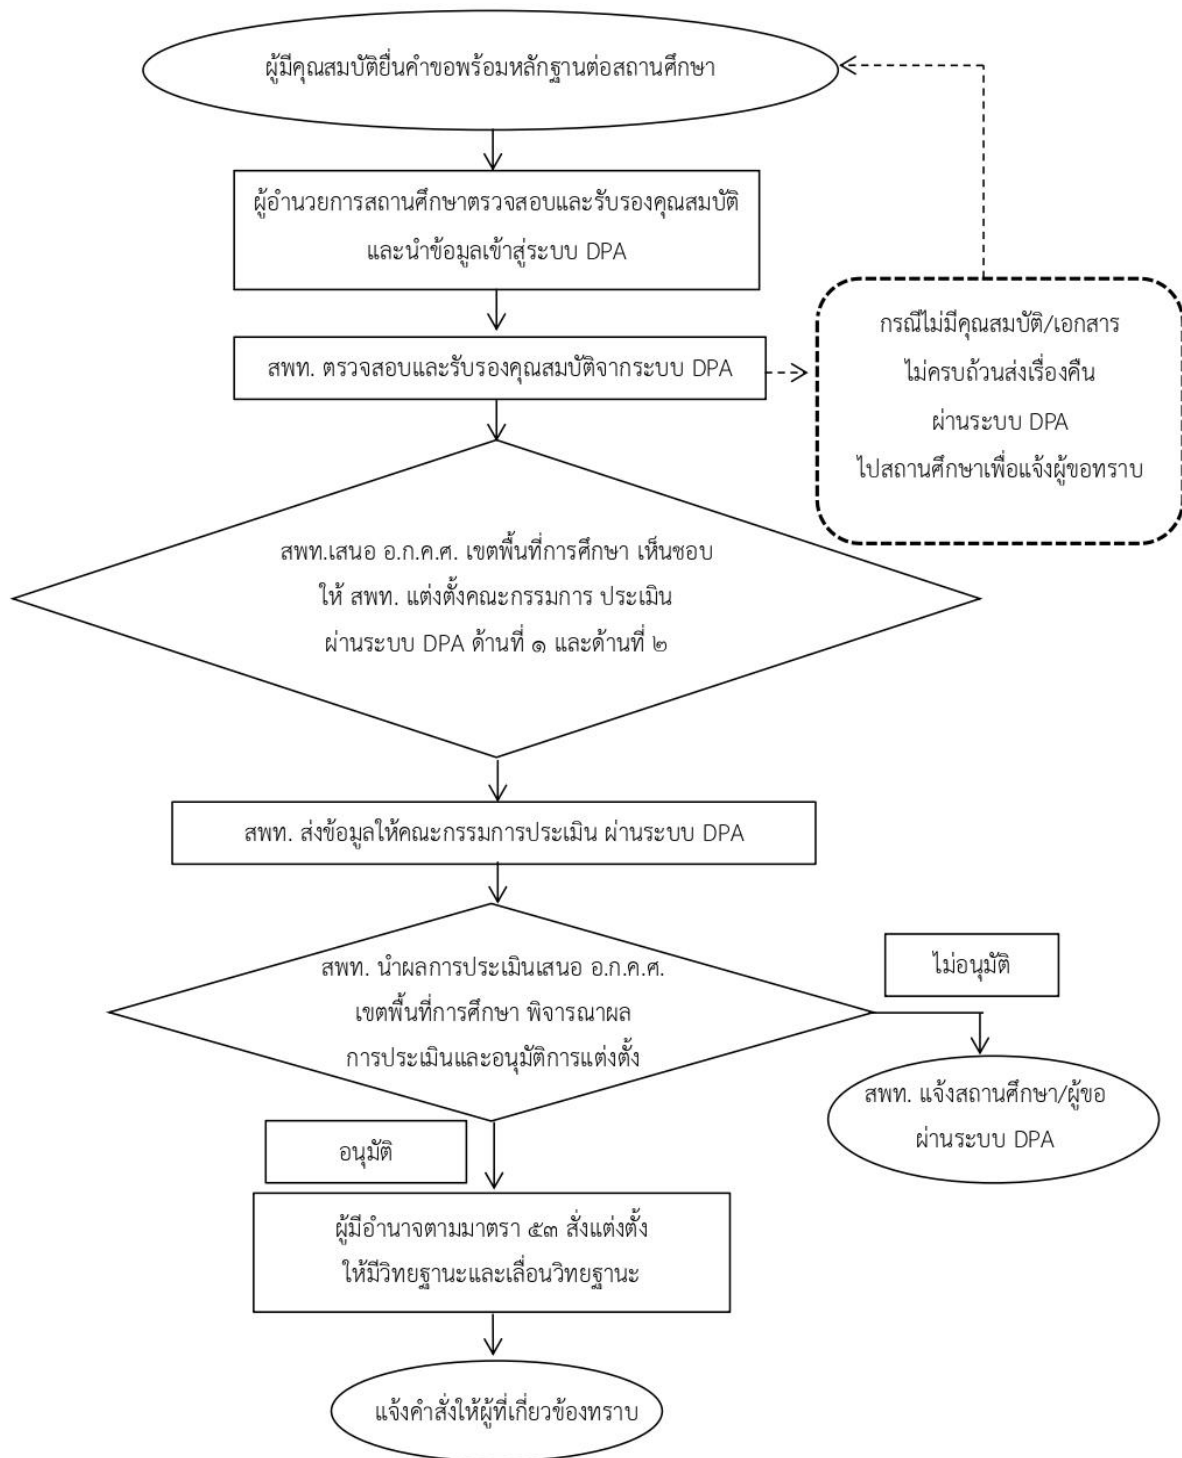 ผู้มีคุณสมบัติยื่นคำขอพร้อมหลักฐานต่อสถานศึกษา
ผู้อำนวยการสถานศึกษาตรวจสอบและรับรองคุณสมบัติ
และนำข้อมูลเข้าสู่ระบบ DPA
สพท. ตรวจสอบและรับรองคุณสมบัติจากระบบ DPA
กรณีไม่มีคุณสมบัติ/เอกสาร
ไม่ครบถ้วนส่งเรื่องคืน
ผ่านระบบ DPA
ไปสถานศึกษาเพื่อแจ้งผู้ขอทราบ
สพท.เสนอ อ.ก.ค.ศ. เขตพื้นที่การศึกษา เห็นชอบ
ให้ สพท. แต่งตั้งคณะกรรมการ ประเมิน
ผ่านระบบ DPA ด้านที่ ๑ และด้านที่ ๒
สพท. ส่งข้อมูลให้คณะกรรมการประเมิน ผ่านระบบ DPA
สพท. นำผลการประเมินเสนอ อ.ก.ค.ศ.
เขตพื้นที่การศึกษา พิจารณาผล
การประเมินและอนุมัติการแต่งตั้ง
ไม่อนุมัติ
สพท. แจ้งสถานศึกษา/ผู้ขอ
ผ่านระบบ DPA
อนุมัติ
ผู้มีอำนาจตามมาตรา ๕๓ สั่งแต่งตั้ง
ให้มีวิทยฐานะและเลื่อนวิทยฐานะ
แจ้งคำสั่งให้ผู้ที่เกี่ยวข้องทราบ